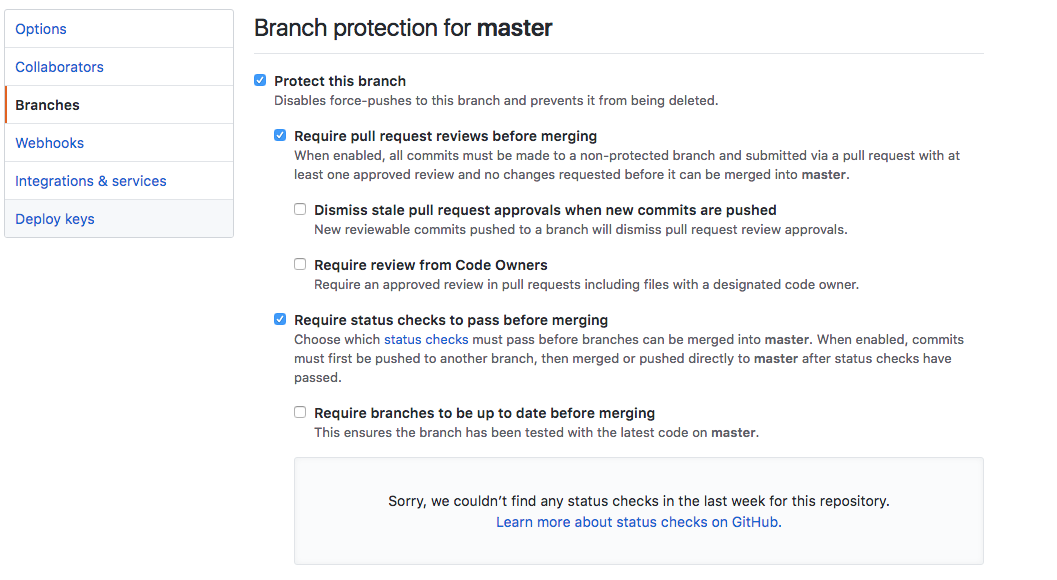 Options
Collaborators
Branches
Webhooks
Integrations & services
Deploy keys
Branch protection for master
Protect this branch
Disables force-pushes to this branch and prevents it from being deleted.
Require pull request reviews before merging
When enabled, all commits must be made to a non-protected branch and submitted via a pull request with at
least one approved review and no changes requested before it can be merged into master.
Dismiss stale pull request approvals when new commits are pushed
New reviewable commits pushed to a branch will dismiss pull request review approvals.
Require review from Code Owners
Require an approved review in pull requests including files with a designated code owner.
Require status checks to pass before merging
Choose which status checks must pass before branches can be merged into master. When enabled, commits
must first be pushed to another branch, then merged or pushed directly to master after status checks have
passed.
Require branches to be up to date before merging
This ensures the branch has been tested with the latest code on master.
Sorry, we couldn’t find any status checks in the last week for this repository.
Learn more about status checks on GitHub.